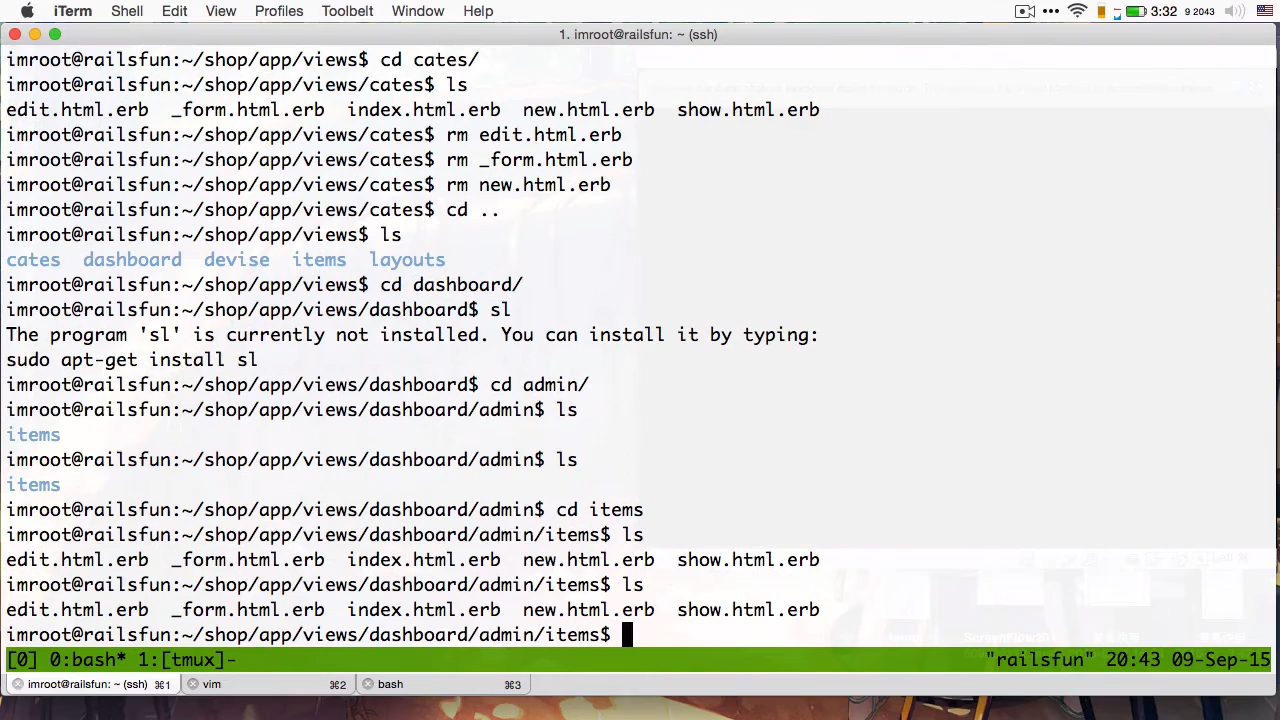 iTerm Shell Edit View Profiles Toolbelt Window Help 3:32 9 2043
1. imroot@railsfun: ~ (ssh)
imroot@railsfun:~/shop/app/views$ cd cates/
imroot@railsfun:~/shop/app/views/cates$ ls
edit.html.erb _form.html.erb index.html.erb new.html.erb show.html.erb
imroot@railsfun:~/shop/app/views/cates$ rm edit.html.erb
imroot@railsfun:~/shop/app/views/cates$ rm _form.html.erb
imroot@railsfun:~/shop/app/views/cates$ rm new.html.erb
imroot@railsfun:~/shop/app/views/cates$ cd ..
imroot@railsfun:~/shop/app/views$ ls
cates dashboard devise items layouts
imroot@railsfun:~/shop/app/views$ cd dashboard/
imroot@railsfun:~/shop/app/views/dashboard$ sl
The program 'sl' is currently not installed. You can install it by typing:
sudo apt-get install sl
imroot@railsfun:~/shop/app/views/dashboard$ cd admin/
imroot@railsfun:~/shop/app/views/dashboard/admin$ ls
items
imroot@railsfun:~/shop/app/views/dashboard/admin$ ls
items
imroot@railsfun:~/shop/app/views/dashboard/admin$ cd items
imroot@railsfun:~/shop/app/views/dashboard/admin/items$ ls
edit.html.erb _form.html.erb index.html.erb new.html.erb show.html.erb
imroot@railsfun:~/shop/app/views/dashboard/admin/items$ ls
edit.html.erb _form.html.erb index.html.erb new.html.erb show.html.erb
imroot@railsfun:~/shop/app/views/dashboard/admin/items$
[0] 0:bash* 1:[tmux]- "railsfun" 20:43 09-Sep-15
imroot@railsfun: ~ (ssh) ⌘1 vim ⌘2 bash ⌘3